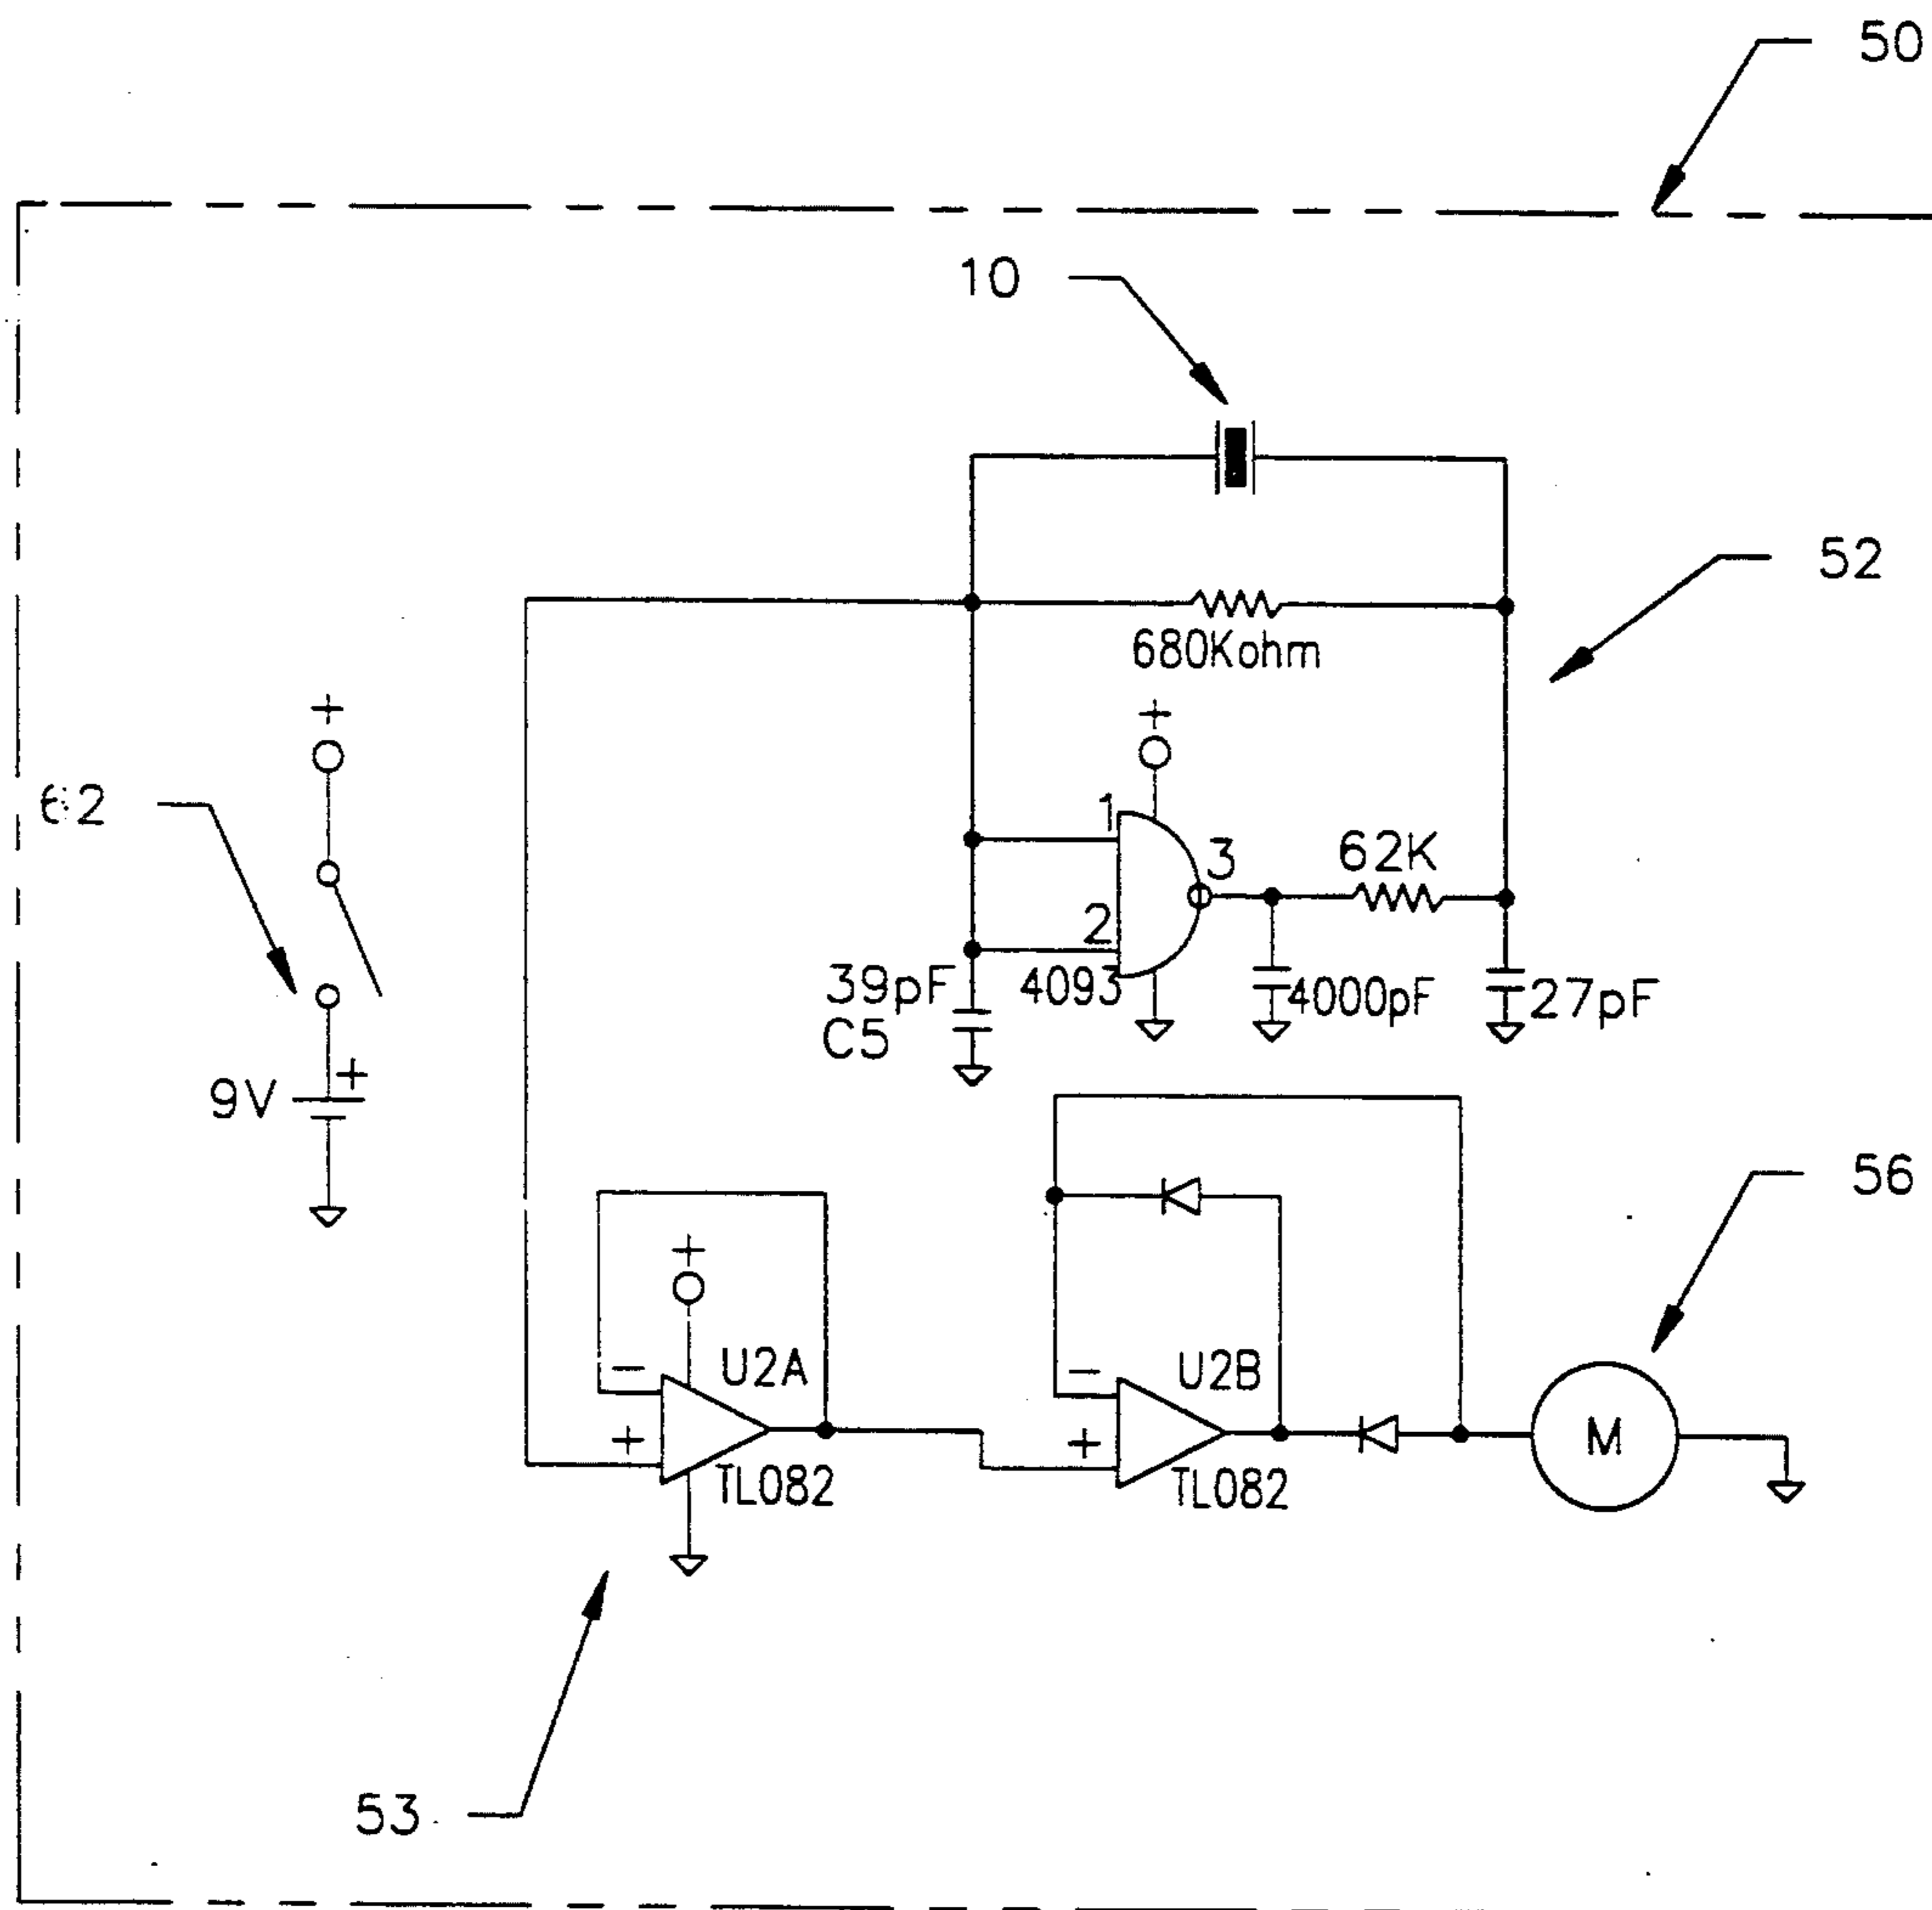 50
10
52
680Kohm
+
+
62
1
3
62K
2
39pF
C5
4093
4000pF
27pF
9V
+
56
+
−
U2A
+
TL082
−
U2B
+
TL082
M
53